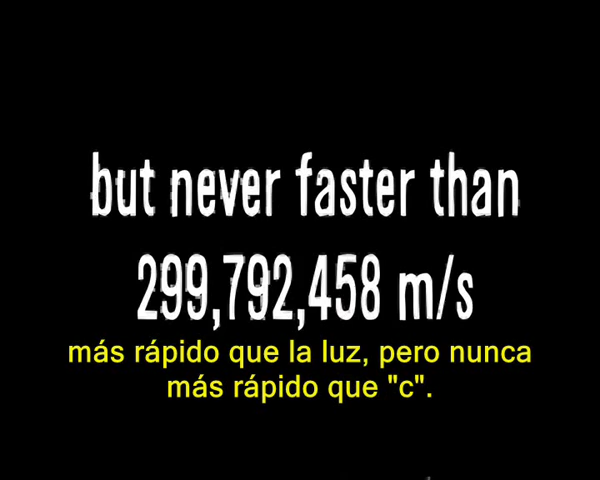 but never faster than
299,792,458 m/s
más rápido que la luz, pero nunca
más rápido que "c".